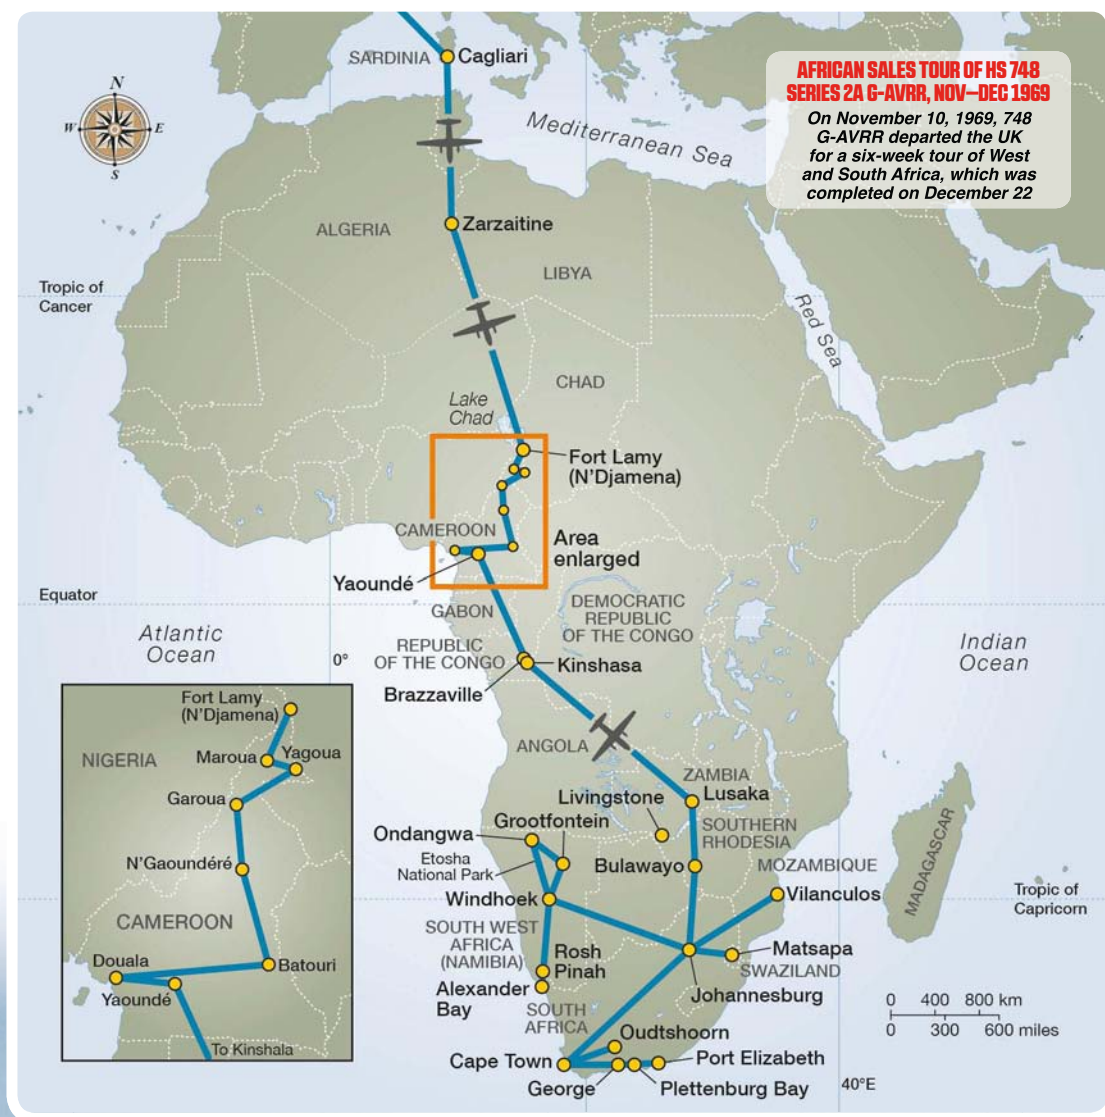 SARDINIA
Cagliari
AFRICAN SALES TOUR OF HS 748
SERIES 2A G-AVRR, NOV–DEC 1969
On November 10, 1969, 748
G-AVRR departed the UK
for a six-week tour of West
and South Africa, which was
completed on December 22
N
W
E
S
Mediterranean Sea
ALGERIA
Zarzaitine
LIBYA
Tropic of
Cancer
Red Sea
CHAD
Lake
Chad
Fort Lamy
(N'Djamena)
CAMEROON
Area
enlarged
Yaoundé
Equator
GABON
DEMOCRATIC
REPUBLIC
OF THE CONGO
Atlantic
Ocean
0°
REPUBLIC
OF THE CONGO
Kinshasa
Indian
Ocean
Brazzaville
ANGOLA
ZAMBIA
Lusaka
Livingstone
Grootfontein
Ondangwa
SOUTHERN
RHODESIA
Etosha
National Park
Bulawayo
MOZAMBIQUE
MADAGASCAR
Windhoek
Vilanculos
Tropic of
Capricorn
SOUTH WEST
AFRICA
(NAMIBIA)
Rosh
Pinah
Matsapa
SWAZILAND
Alexander
Bay
Johannesburg
SOUTH
AFRICA
Oudtshoorn
Cape Town
Port Elizabeth
George
Plettenburg Bay
0 400 800 km
0 300 600 miles
40°E
Fort Lamy
(N'Djamena)
NIGERIA
Maroua
Yagoua
Garoua
N'Gaoundéré
CAMEROON
Douala
Batouri
Yaoundé
To Kinshala